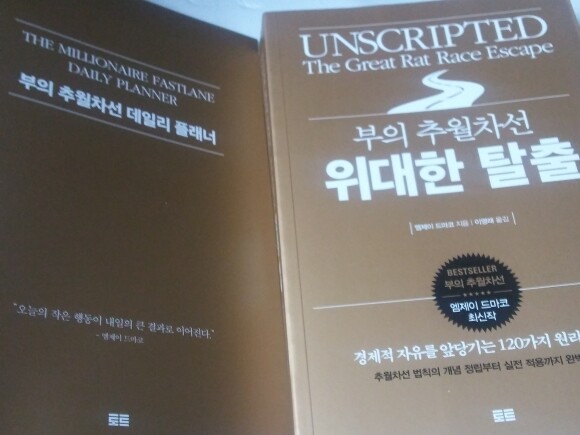 THE MILLIONAIRE FASTLANE
DAILY PLANNER
부의 추월차선 데일리 플래너
“오늘의 작은 행동이 내일의 큰 결과로 이어진다.”
- 엠제이 드마코
토트
UNSCRIPTED
The Great Rat Race Escape
부의 추월차선
위대한 탈출
엠제이 드마코 지음 | 이영래 옮김
BESTSELLER
부의 추월차선
엠제이 드마코
최신작
경제적 자유를 앞당기는 120가지 원리
추월차선 법칙의 개념 정립부터 실전 적용까지 완벽
토트